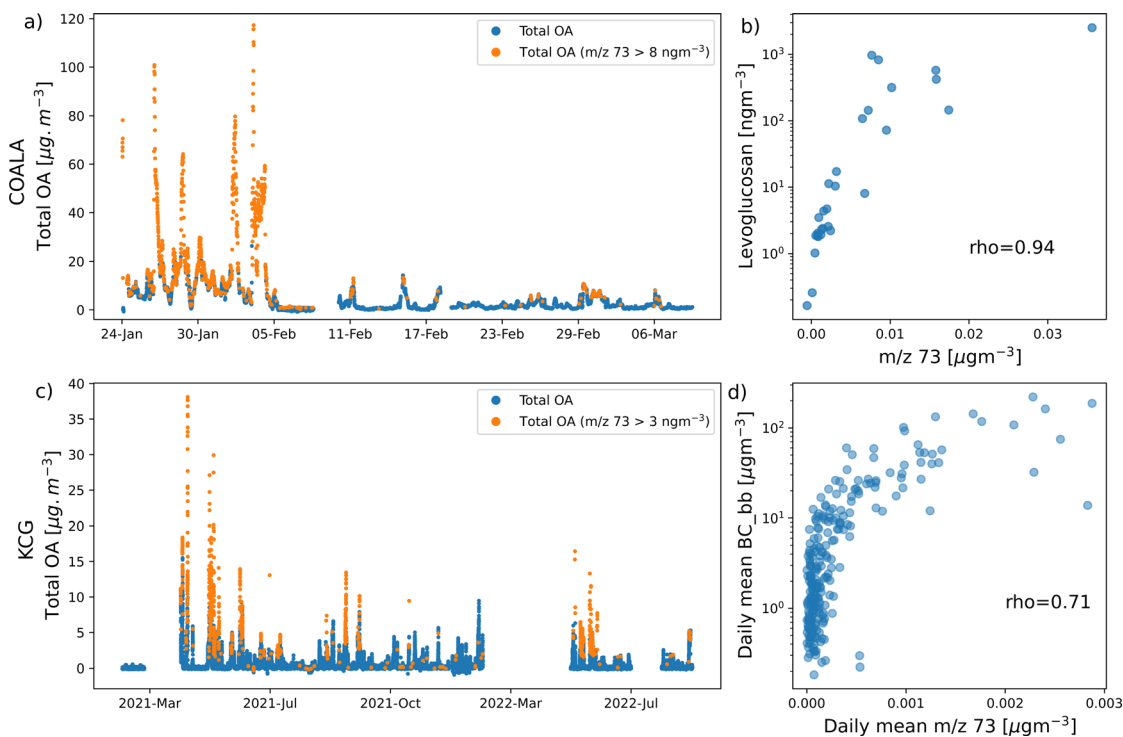 a)
120
100
80
60
40
20
0
COALA
Total OA [μg. m⁻³]
Total OA
Total OA (m/z 73 > 8 ngm⁻³)
24-Jan 30-Jan 05-Feb 11-Feb 17-Feb 23-Feb 29-Feb 06-Mar
b)
10³
10²
10¹
10⁰
Levoglucosan [ngm⁻³]
rho=0.94
0.00 0.01 0.02 0.03
m/z 73 [μgm⁻³]
c)
40
35
30
25
20
15
10
5
0
KCG
Total OA [μg. m⁻³]
Total OA
Total OA (m/z 73 > 3 ngm⁻³)
2021-Mar 2021-Jul 2021-Oct 2022-Mar 2022-Jul
d)
10²
10¹
10⁰
Daily mean BC_bb [μgm⁻³]
rho=0.71
0.000 0.001 0.002 0.003
Daily mean m/z 73 [μgm⁻³]